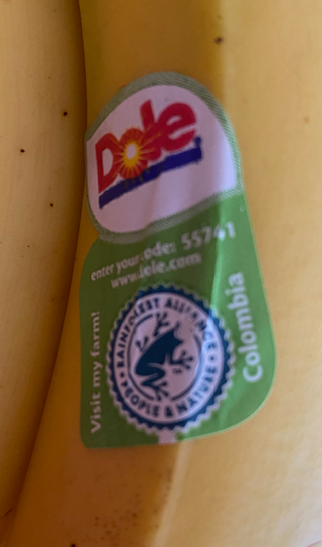 Dole
enter your code: 55741
www.dole.com
Visit my farm!
RAINFOREST ALLIANCE
PEOPLE & NATURE
Colombia